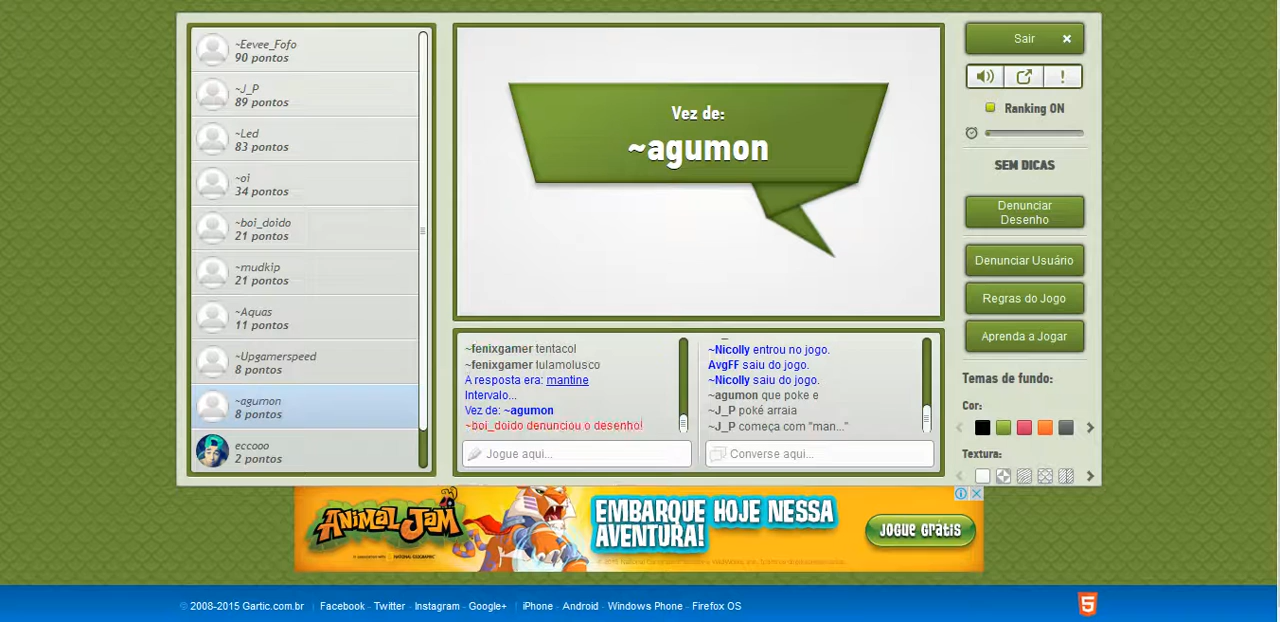 ~Eevee_Fofo
90 pontos
~J_P
89 pontos
~Led
83 pontos
~oi
34 pontos
~boi_doido
21 pontos
~mudkip
21 pontos
~Aquas
11 pontos
~Upgamerspeed
8 pontos
~agumon
8 pontos
eccooo
2 pontos
Vez de:
~agumon
~fenixgamer tentacol
~fenixgamer lulamolusco
A resposta era: mantine
Intervalo...
Vez de: ~agumon
~boi_doido denunciou o desenho!
Jogue aqui...
~Nicolly entrou no jogo.
AvgFF saiu do jogo.
~Nicolly saiu do jogo.
~agumon que poke e
~J_P poké arraia
~J_P começa com "man..."
Converse aqui...
Sair
Ranking ON
SEM DICAS
Denunciar
Desenho
Denunciar Usuário
Regras do Jogo
Aprenda a Jogar
Temas de fundo:
Cor:
Textura:
ANIMAL JAM
EMBARQUE HOJE NESSA
AVENTURA!
JOGUE GRÁTIS
© 2008-2015 Gartic.com.br | Facebook - Twitter - Instagram - Google+ | iPhone - Android - Windows Phone - Firefox OS
5